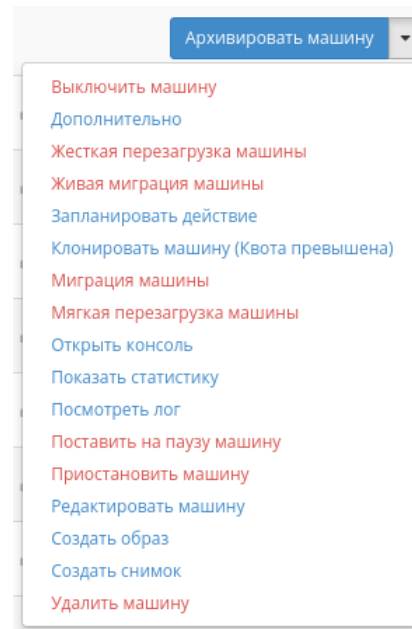 Архивировать машину
Выключить машину
Дополнительно
Жесткая перезагрузка машины
Живая миграция машины
Запланировать действие
Клонировать машину (Квота превышена)
Миграция машины
Мягкая перезагрузка машины
Открыть консоль
Показать статистику
Посмотреть лог
Поставить на паузу машину
Приостановить машину
Редактировать машину
Создать образ
Создать снимок
Удалить машину